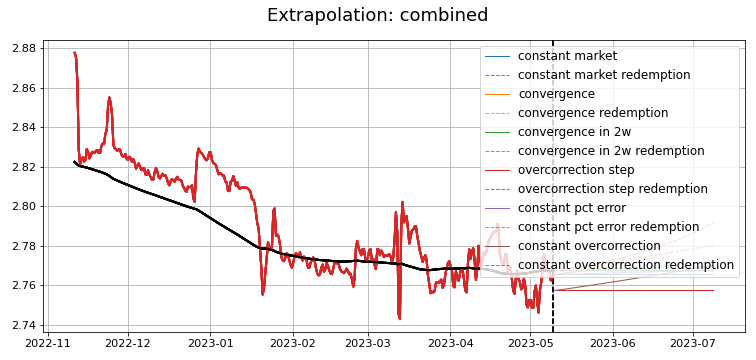 Extrapolation: combined
2.88
2.86
2.84
2.82
2.80
2.78
2.76
2.74
constant market
constant market redemption
convergence
convergence redemption
convergence in 2w
convergence in 2w redemption
overcorrection step
overcorrection step redemption
constant pct error
constant pct error redemption
constant overcorrection
constant overcorrection redemption
2022-11 2022-12 2023-01 2023-02 2023-03 2023-04 2023-05 2023-06 2023-07